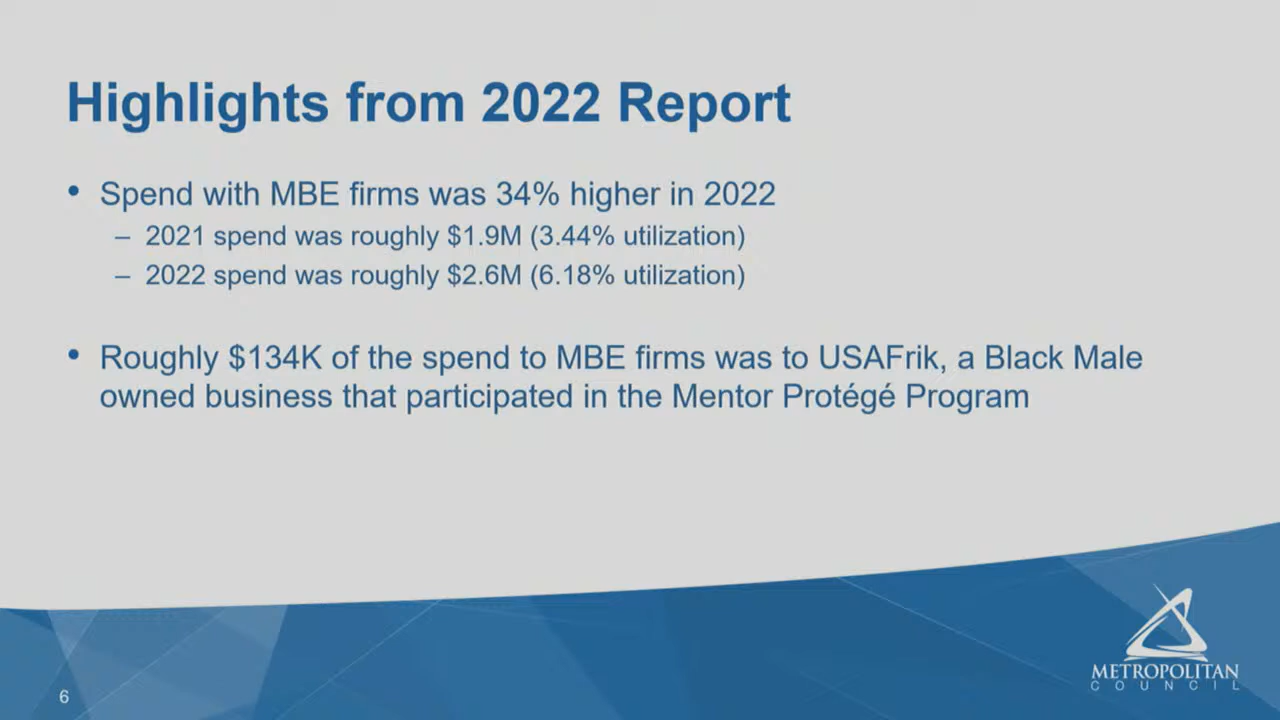 Highlights from 2022 Report
• Spend with MBE firms was 34% higher in 2022
– 2021 spend was roughly $1.9M (3.44% utilization)
– 2022 spend was roughly $2.6M (6.18% utilization)
• Roughly $134K of the spend to MBE firms was to USAFrik, a Black Male
owned business that participated in the Mentor Protégé Program
METROPOLITAN
COUNCIL
6